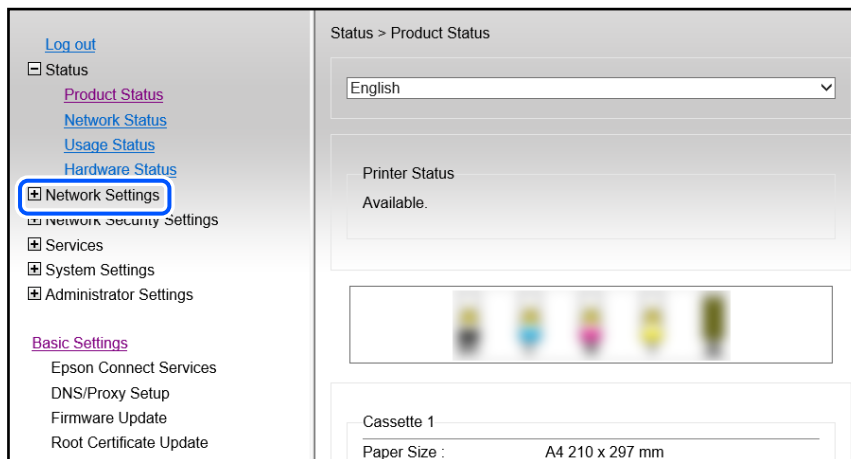 Log out
Status
Product Status
Network Status
Usage Status
Hardware Status
Network Settings
Network Security Settings
Services
System Settings
Administrator Settings
Basic Settings
Epson Connect Services
DNS/Proxy Setup
Firmware Update
Root Certificate Update
Status > Product Status
English
Printer Status
Available.
Cassette 1
Paper Size : A4 210 x 297 mm